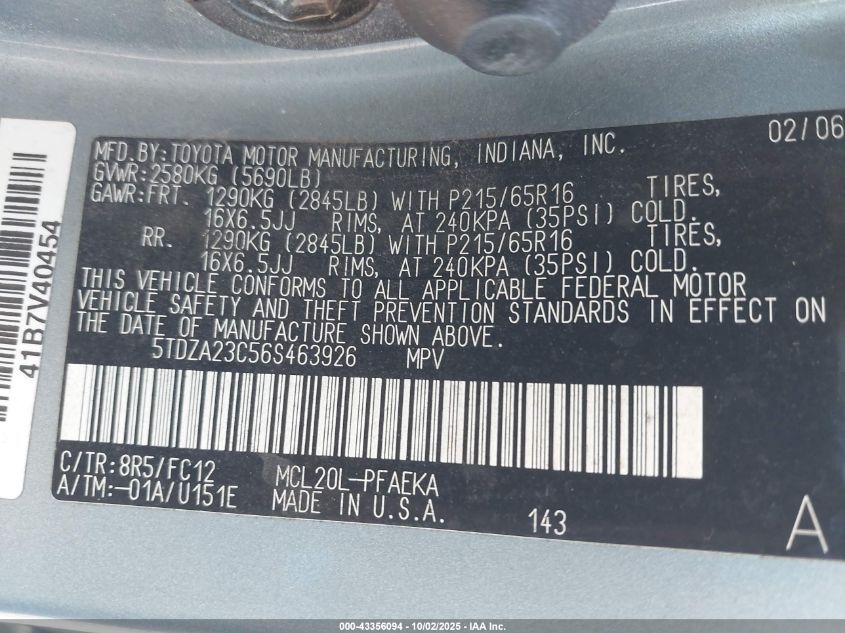 02/06
MFD.BY:TOYOTA MOTOR MANUFACTURING, INDIANA, INC.
GVWR:2580KG (5690LB)
GAWR:FRT. 1290KG (2845LB) WITH P215/65R16 TIRES,
16X6.5JJ RIMS, AT 240KPA (35PSI) COLD.
RR. 1290KG (2845LB) WITH P215/65R16 TIRES,
16X6.5JJ RIMS, AT 240KPA (35PSI) COLD.
THIS VEHICLE CONFORMS TO ALL APPLICABLE FEDERAL MOTOR
VEHICLE SAFETY AND THEFT PREVENTION STANDARDS IN EFFECT ON
THE DATE OF MANUFACTURE SHOWN ABOVE.
5TDZA23C56S463926 MPV
C/TR:8R5/FC12 MCL20L-PFAEKA
A/TM:-01A/U151E MADE IN U.S.A. 143 A
41B7V40454
000-43356094 - 10/02/2025 - IAA Inc.